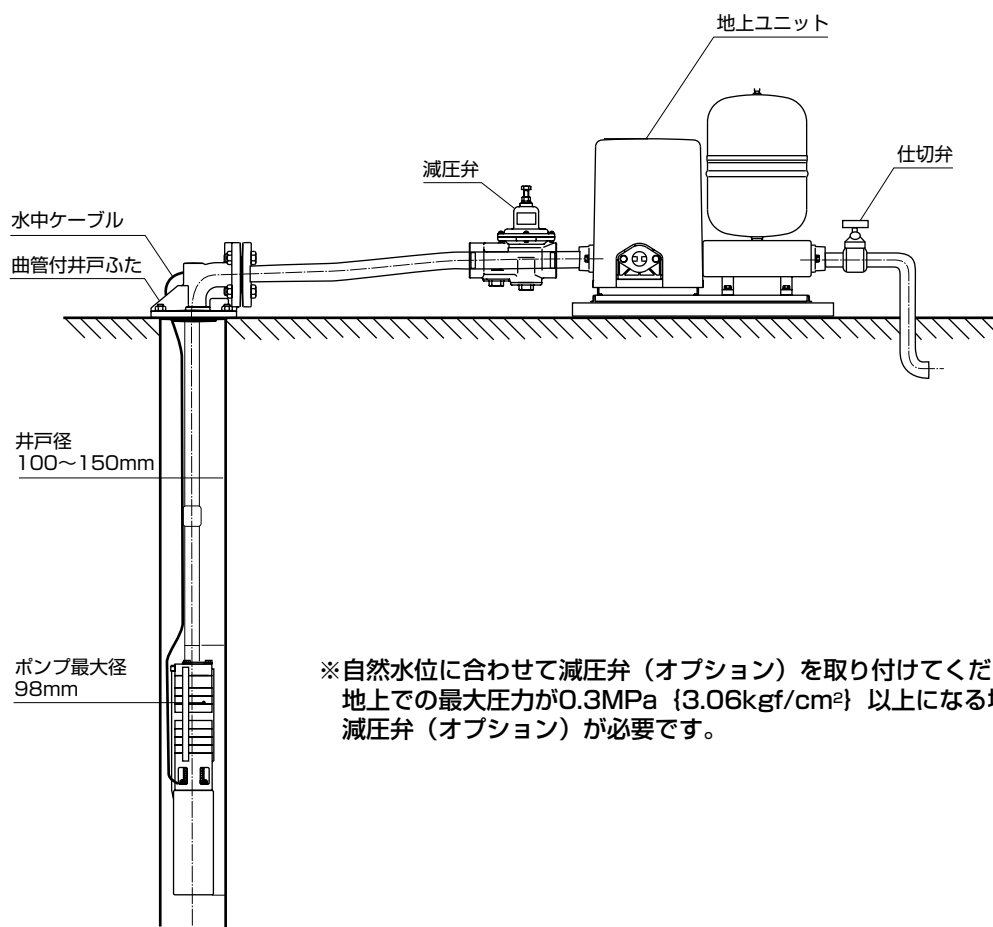 地上ユニット
仕切弁
減圧弁
水中ケーブル
曲管付井戸ふた
井戸径
100〜150mm
ポンプ最大径
98mm
※自然水位に合わせて減圧弁（オプション）を取り付けてくだ
地上での最大圧力が0.3MPa｛3.06kgf/cm²｝以上になる
減圧弁（オプション）が必要です。